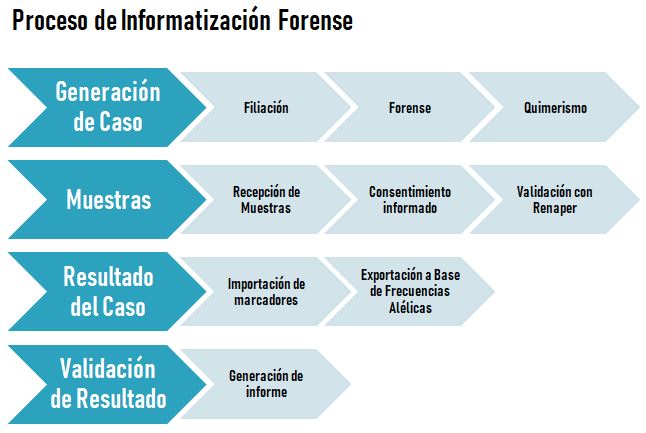 Proceso de Informatización Forense
Generación
de Caso
Filiación
Forense
Quimerismo
Muestras
Recepción de
Muestras
Consentimiento
informado
Validación con
Renaper
Resultado
del Caso
Importación de
marcadores
Exportación a Base
de Frecuencias
Alélicas
Validación
de Resultado
Generación de
informe